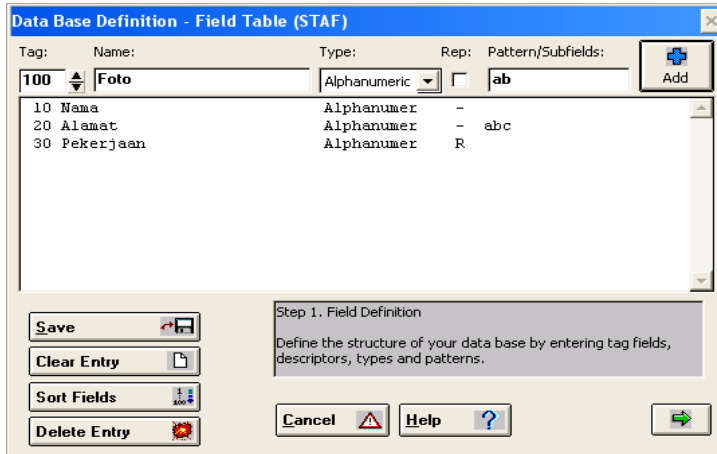 Data Base Definition - Field Table (STAF)
Tag: Name: Type: Rep: Pattern/Subfields:
100 Foto Alphanumeric ab Add
10 Nama Alphanumer -
20 Alamat Alphanumer - abc
30 Pekerjaan Alphanumer R
Step 1. Field Definition
Define the structure of your data base by entering tag fields,
descriptors, types and patterns.
Save
Clear Entry
Sort Fields
Delete Entry
Cancel Help